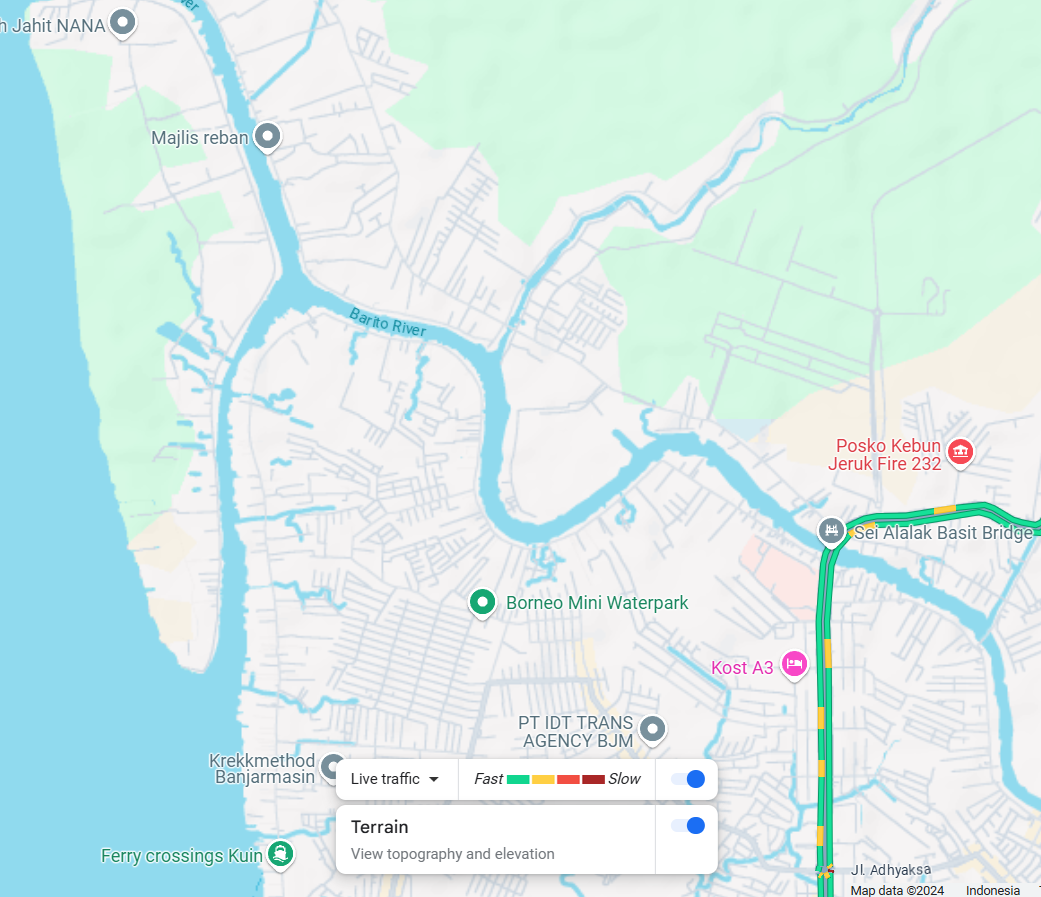 h Jahit NANA
Majlis reban
Barito River
Posko Kebun
Jeruk Fire 232
Sei Alalak Basit Bridge
Borneo Mini Waterpark
Kost A3
PT IDT TRANS
AGENCY BJM
Krekkmethod
Banjarmasin
Live traffic
Fast
Slow
Terrain
View topography and elevation
Ferry crossings Kuin
Jl. Adhyaksa
Map data ©2024
Indonesia